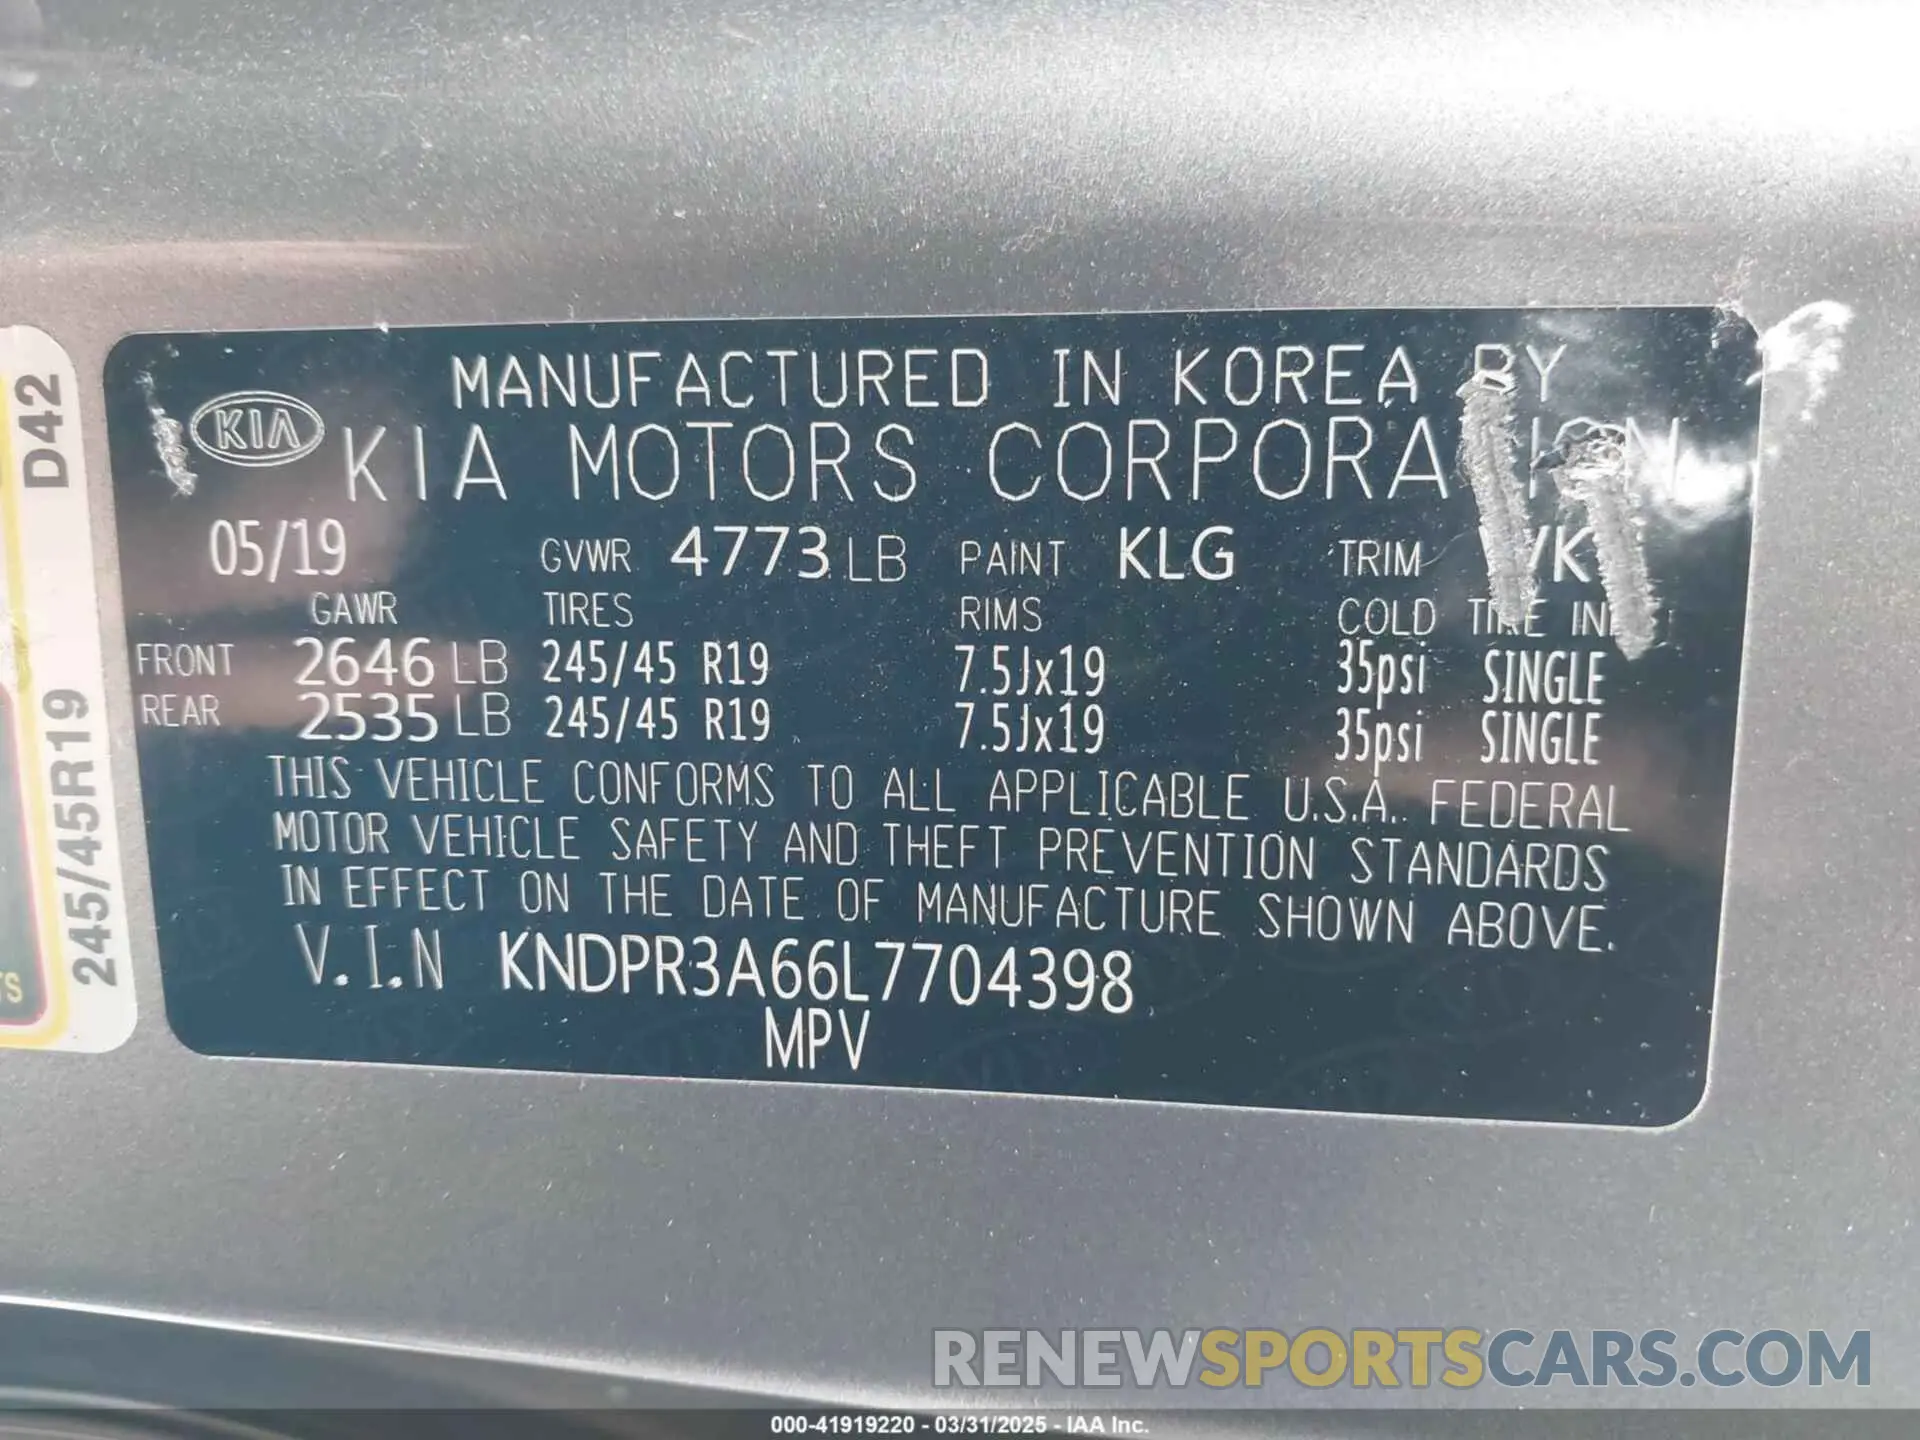 MANUFACTURED IN KOREA BY
KIA
KIA MOTORS CORPORATION
05/19 GVWR 4773 LB PAINT KLG TRIM
GAWR TIRES RIMS COLD TIRE
FRONT 2646 LB 245/45 R19 7.5Jx19 35psi SINGLE
REAR 2535 LB 245/45 R19 7.5Jx19 35psi SINGLE
THIS VEHICLE CONFORMS TO ALL APPLICABLE U.S.A. FEDERAL
MOTOR VEHICLE SAFETY AND THEFT PREVENTION STANDARDS
IN EFFECT ON THE DATE OF MANUFACTURE SHOWN ABOVE.
V.I.N KNDPR3A66L7704398
MPV
245/45R19 D42
RENEWSPORTSCARS.COM
000-41919220 - 03/31/2025 - IAA Inc.